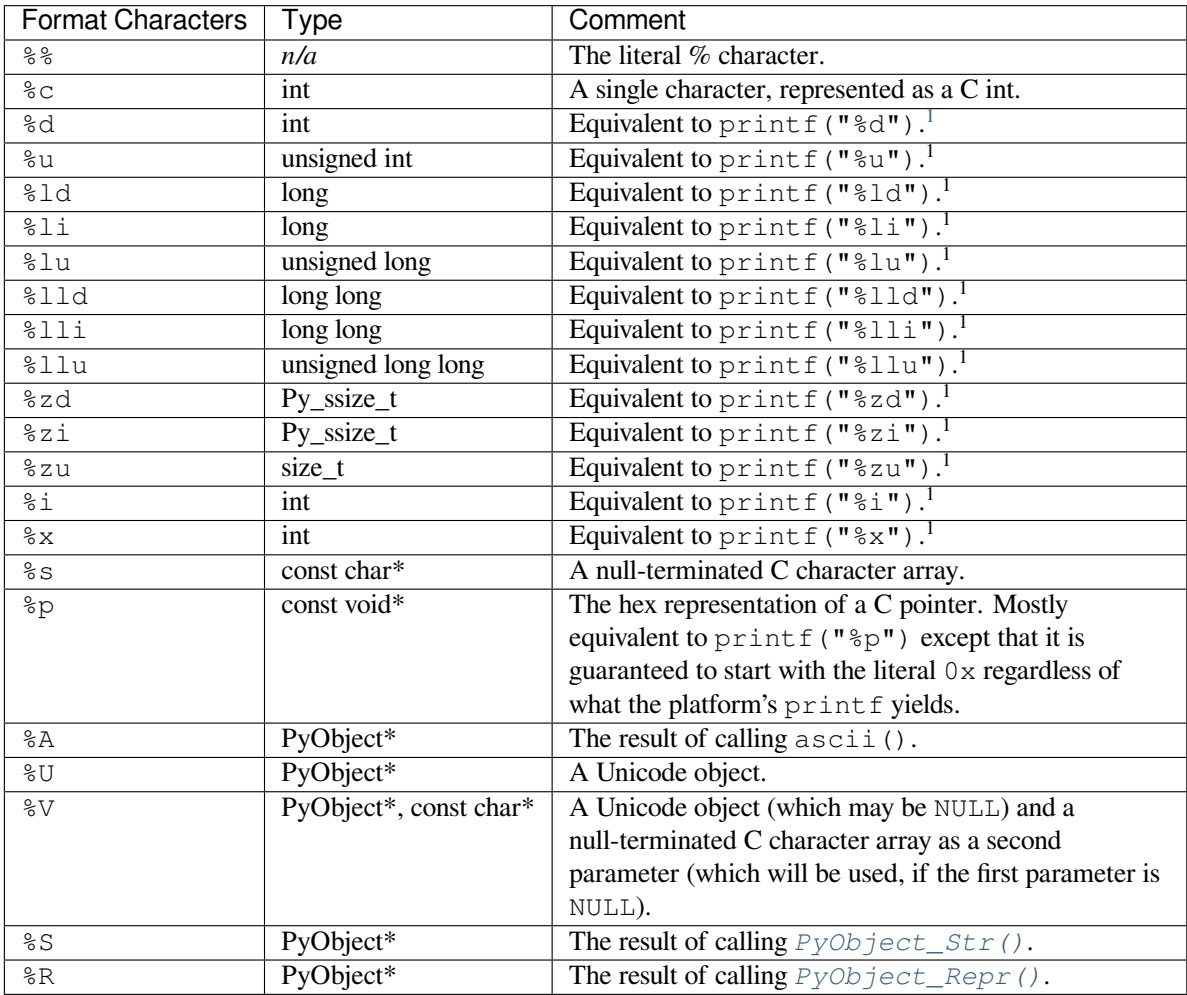 Format Characters Type Comment
%% n/a The literal % character.
%c int A single character, represented as a C int.
%d int Equivalent to printf("%d").1
%u unsigned int Equivalent to printf("%u").1
%ld long Equivalent to printf("%ld").1
%li long Equivalent to printf("%li").1
%lu unsigned long Equivalent to printf("%lu").1
%lld long long Equivalent to printf("%lld").1
%lli long long Equivalent to printf("%lli").1
%llu unsigned long long Equivalent to printf("%llu").1
%zd Py_ssize_t Equivalent to printf("%zd").1
%zi Py_ssize_t Equivalent to printf("%zi").1
%zu size_t Equivalent to printf("%zu").1
%i int Equivalent to printf("%i").1
%x int Equivalent to printf("%x").1
%s const char* A null-terminated C character array.
%p const void* The hex representation of a C pointer. Mostly
equivalent to printf("%p") except that it is
guaranteed to start with the literal 0x regardless of
what the platform's printf yields.
%A PyObject* The result of calling ascii().
%U PyObject* A Unicode object.
%V PyObject*, const char* A Unicode object (which may be NULL) and a
null-terminated C character array as a second
parameter (which will be used, if the first parameter is
NULL).
%S PyObject* The result of calling PyObject_Str().
%R PyObject* The result of calling PyObject_Repr().